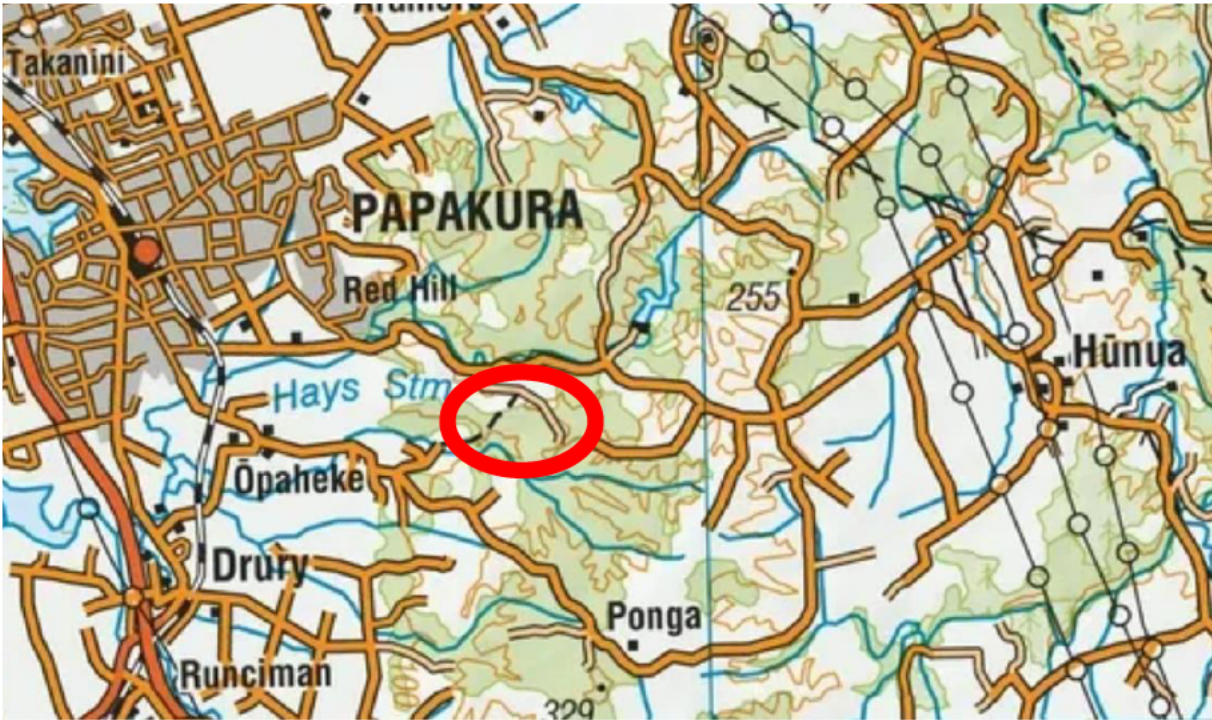 Takanini
PAPAKURA
Red Hill
255
Hūnua
Hays Stm
Ōpaheke
Drury
Ponga
Runciman
329